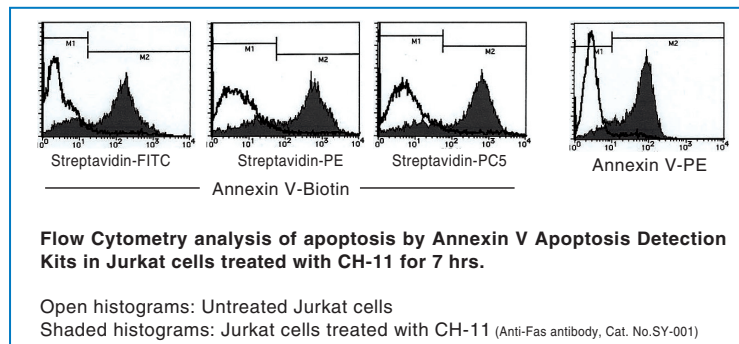 M1 M2 M1 M2 M1 M2 M1 M2
10⁰ 10¹ 10² 10³ 10⁴ 10⁰ 10¹ 10² 10³ 10⁴ 10⁰ 10¹ 10² 10³ 10⁴ 10⁰ 10¹ 10² 10³ 10⁴
Streptavidin-FITC Streptavidin-PE Streptavidin-PC5 Annexin V-PE
Annexin V-Biotin
Flow Cytometry analysis of apoptosis by Annexin V Apoptosis Detection
Kits in Jurkat cells treated with CH-11 for 7 hrs.
Open histograms: Untreated Jurkat cells
Shaded histograms: Jurkat cells treated with CH-11 (Anti-Fas antibody, Cat. No.SY-001)